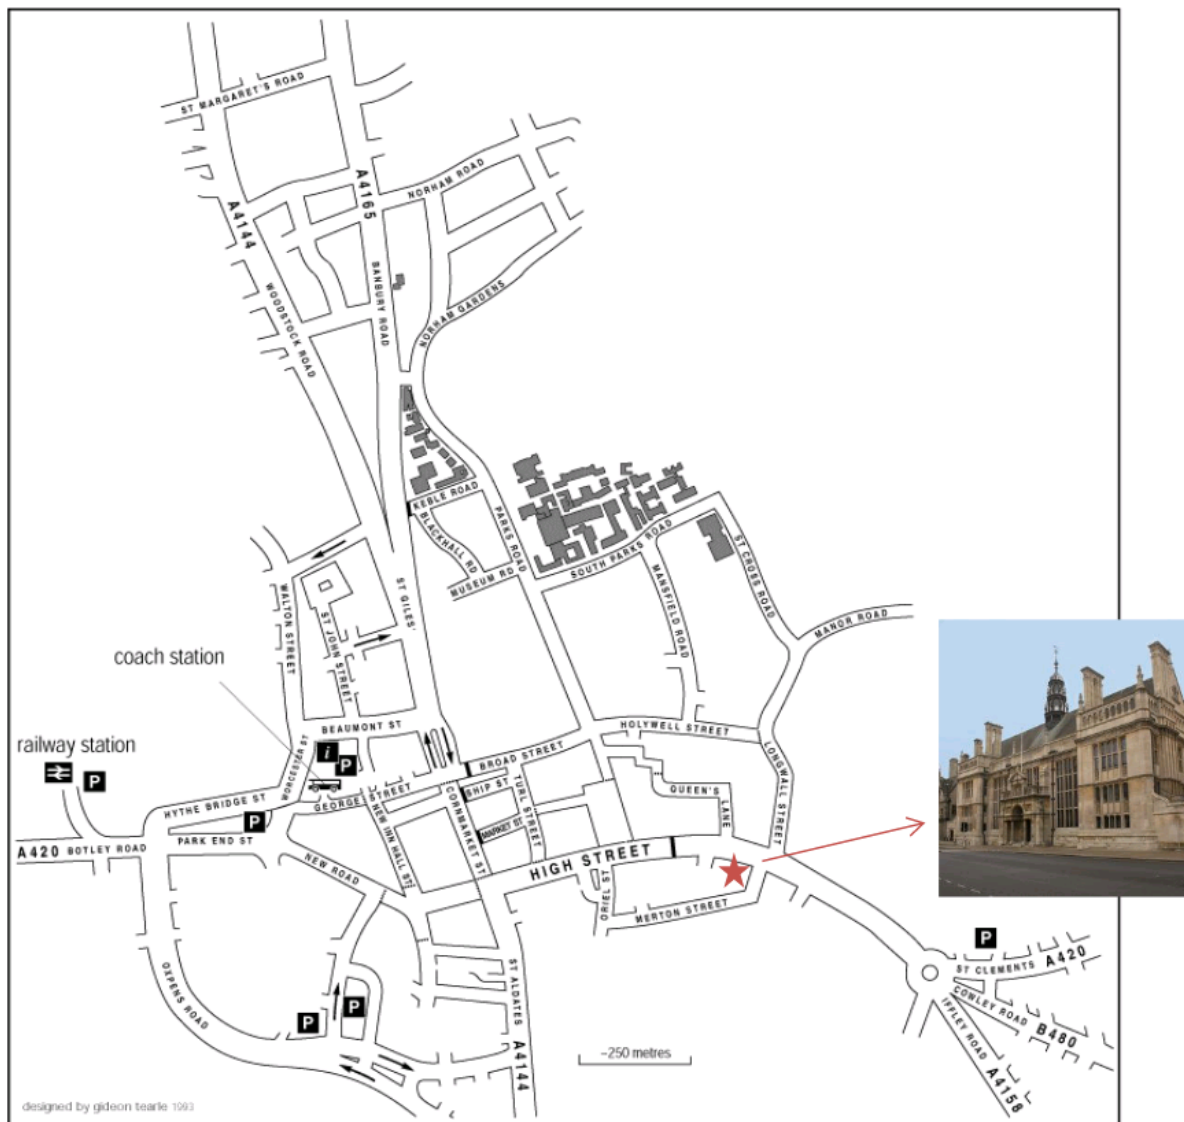 ST MARGARET'S ROAD
A4165
NORHAM ROAD
A4144
BANBURY ROAD
WOODSTOCK ROAD
NORHAM GARDENS
KEBLE ROAD
PARKS ROAD
BLACKHALL RD
MUSEUM RD
SOUTH PARKS ROAD
ST CROSS ROAD
MANSFIELD ROAD
MANOR ROAD
ST GILES'
WALTON STREET
ST JOHN STREET
coach station
BEAUMONT ST
HOLYWELL STREET
LONGWALL STREET
railway station
P
i
P
WORCESTER ST
BROAD STREET
SHIP ST
TURL STREET
QUEEN'S
LANE
HYTHE BRIDGE ST
GEORGE STREET
CORNMARKET ST
NEW INN HALL ST
MARKET ST
P
PARK END ST
A420 BOTLEY ROAD
NEW ROAD
HIGH STREET
ORIEL ST
MERTON STREET
P
ST CLEMENTS A420
COWLEY ROAD B480
IFFLEY ROAD A4158
OXPENS ROAD
ST ALDATES A4144
P
P
~250 metres
designed by gideon tearle 1993